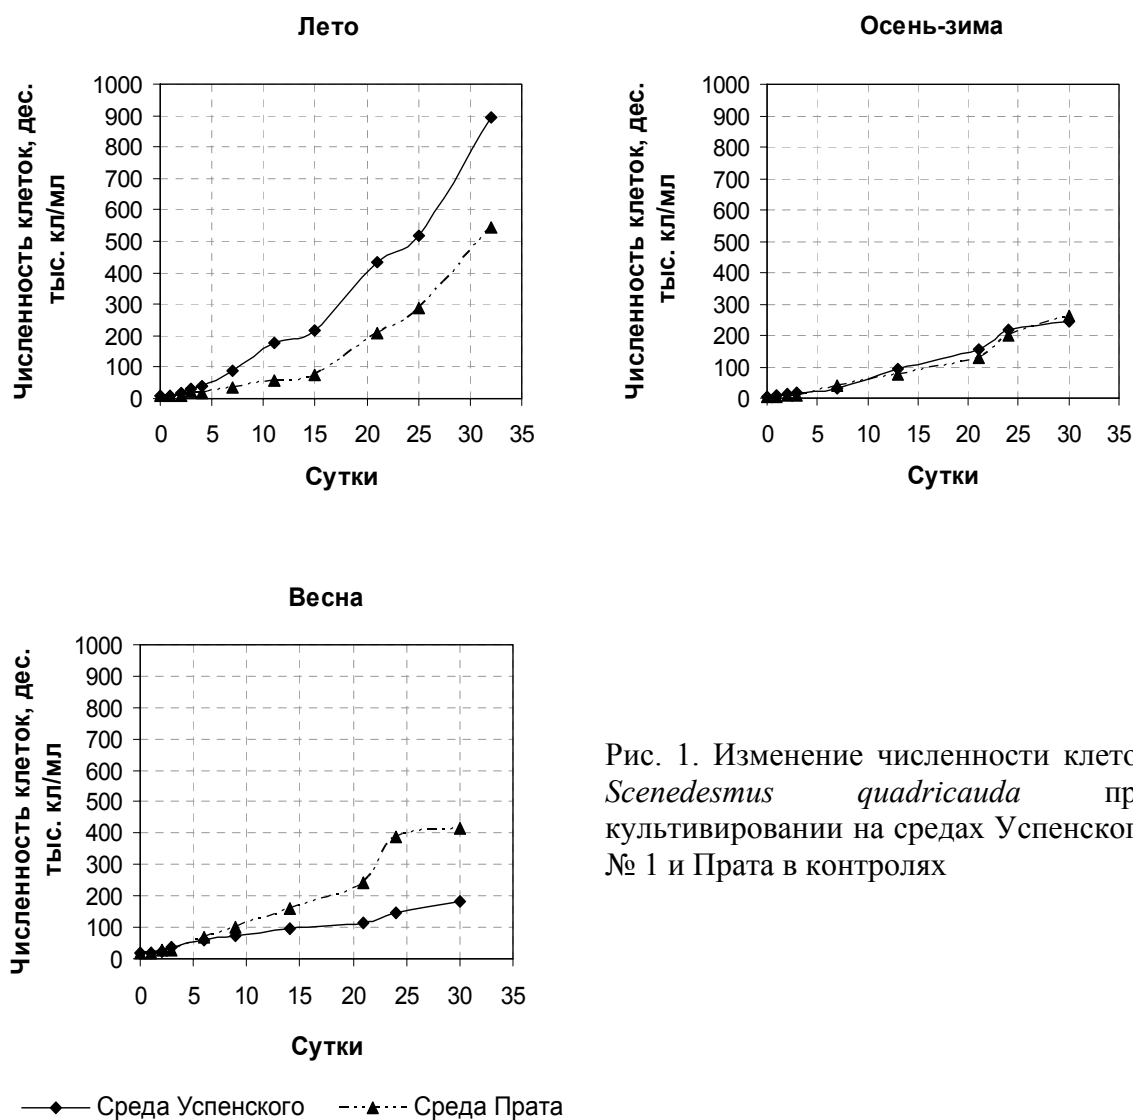 Лето
Численность клеток, дес.
тыс. кл/мл
1000
900
800
700
600
500
400
300
200
100
0
0 5 10 15 20 25 30 35
Сутки
Осень-зима
Численность клеток, дес.
тыс. кл/мл
1000
900
800
700
600
500
400
300
200
100
0
0 5 10 15 20 25 30 35
Сутки
Весна
Численность клеток, дес.
тыс. кл/мл
1000
900
800
700
600
500
400
300
200
100
0
0 5 10 15 20 25 30 35
Сутки
Среда Успенского Среда Прата
Рис. 1. Изменение численности клето
Scenedesmus quadricauda пр
культивировании на средах Успенског
№ 1 и Прата в контролях